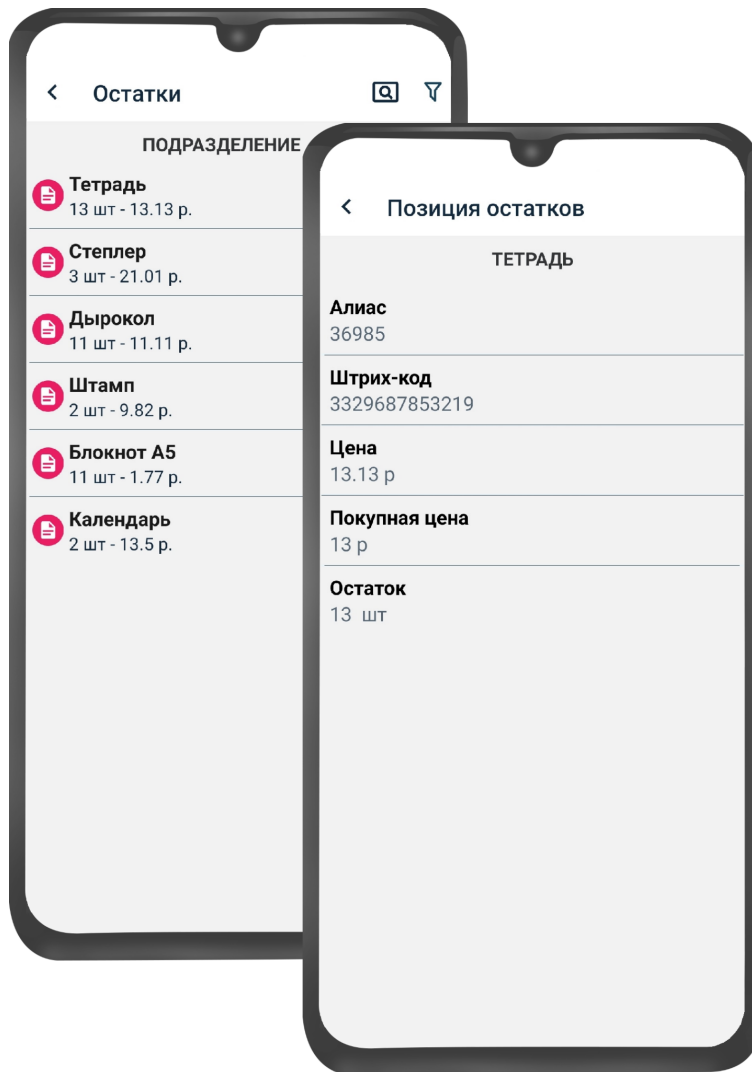 Остатки
ПОДРАЗДЕЛЕНИЕ
Тетрадь
13 шт - 13.13 р.
Степлер
3 шт - 21.01 р.
Дырокол
11 шт - 11.11 р.
Штамп
2 шт - 9.82 р.
Блокнот А5
11 шт - 1.77 р.
Календарь
2 шт - 13.5 р.
Позиция остатков
ТЕТРАДЬ
Алиас
36985
Штрих-код
3329687853219
Цена
13.13 р
Покупная цена
13 р
Остаток
13 шт